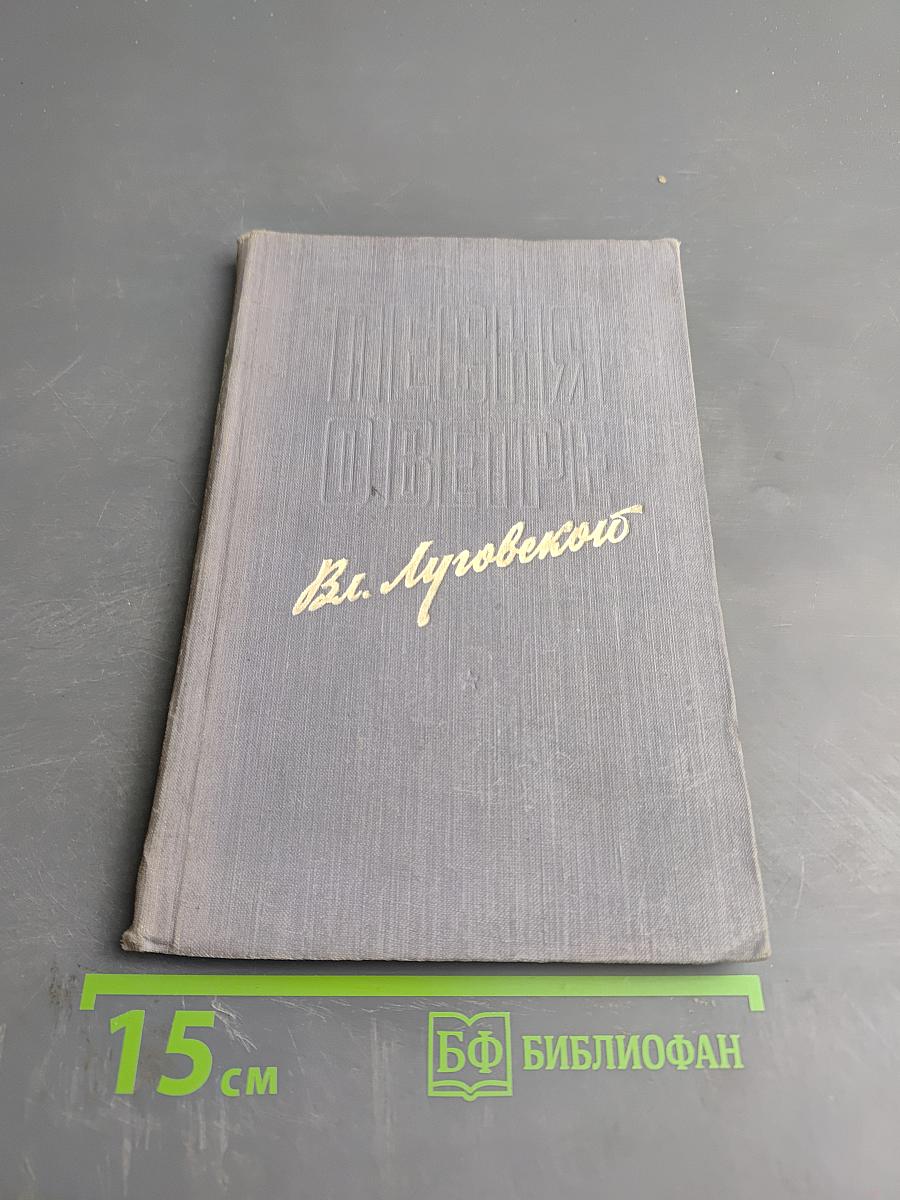 ПЕСНЯ
О ВЕТРЕ
Вл. Луговской
15 см
БФ БИБЛИОФАН